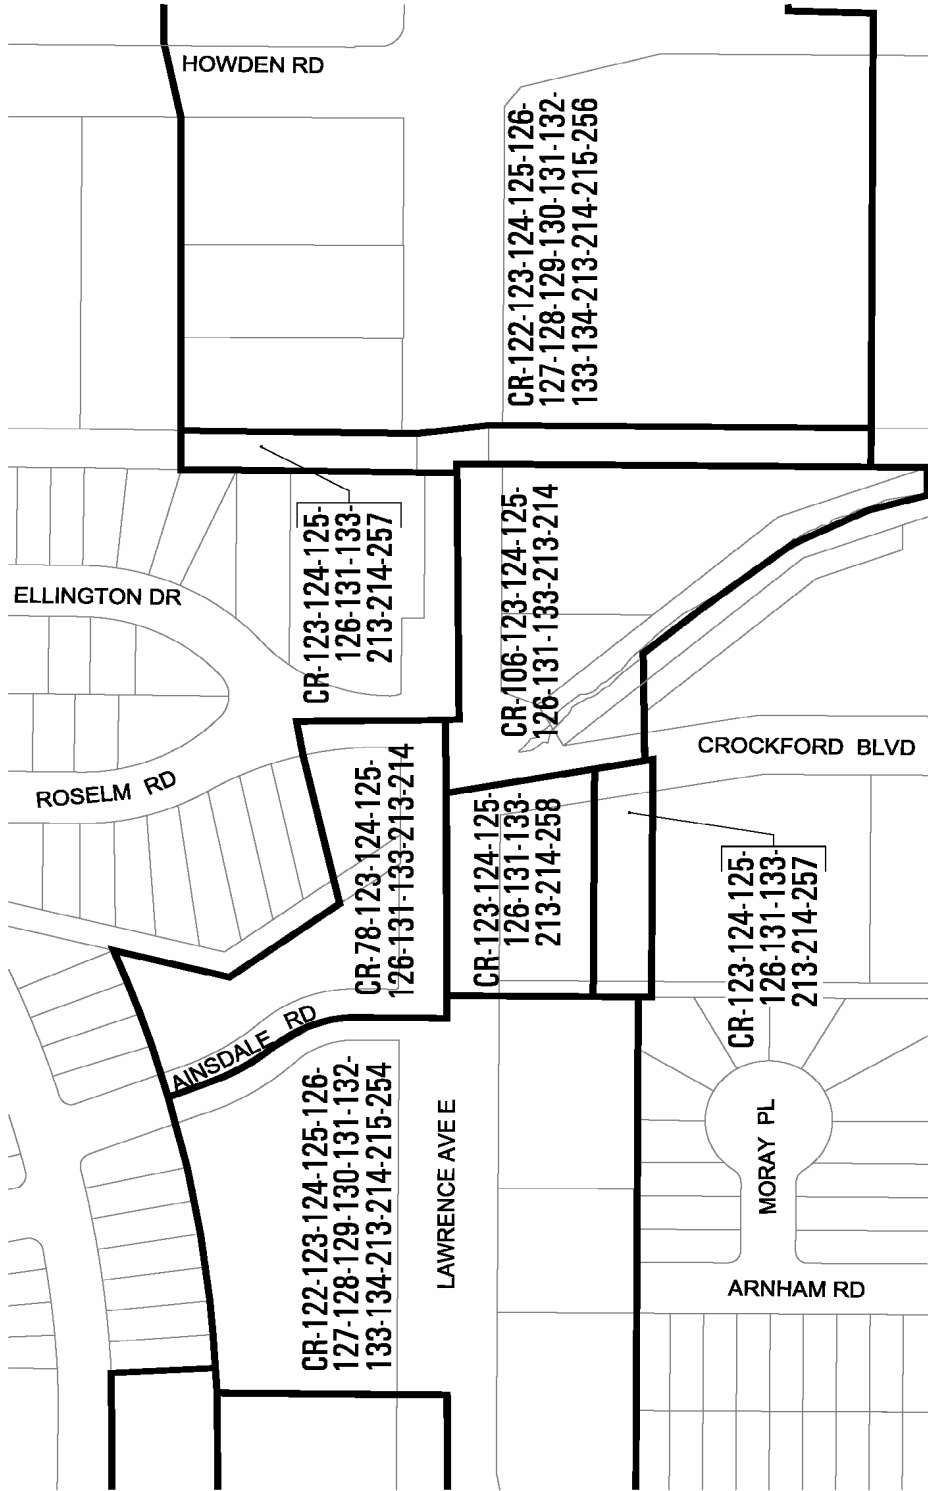 HOWDEN RD
CR-122-123-124-125-126-
127-128-129-130-131-132-
133-134-213-214-215-256
CR-123-124-125-
126-131-133-
213-214-257
CR-106-123-124-125-
126-131-133-213-214
ELLINGTON DR
ROSELM RD
CROCKFORD BLVD
CR-78-123-124-125-
126-131-133-213-214
CR-123-124-125-
126-131-133-
213-214-258
CR-123-124-125-
126-131-133-
213-214-257
AINSDALE RD
CR-122-123-124-125-126-
127-128-129-130-131-132-
133-134-213-214-215-254
LAWRENCE AVE E
MORAY PL
ARNHAM RD